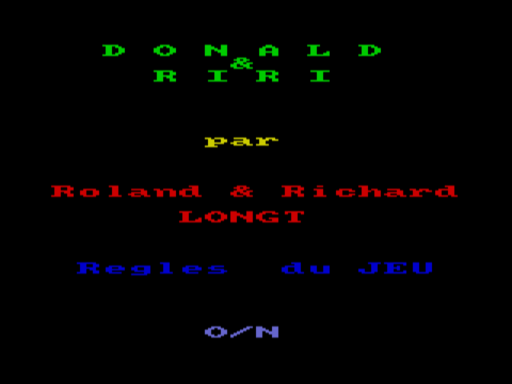 D O N A L D
&
R I R I
par
Roland & Richard
LONGT
Regles du JEU
O/N